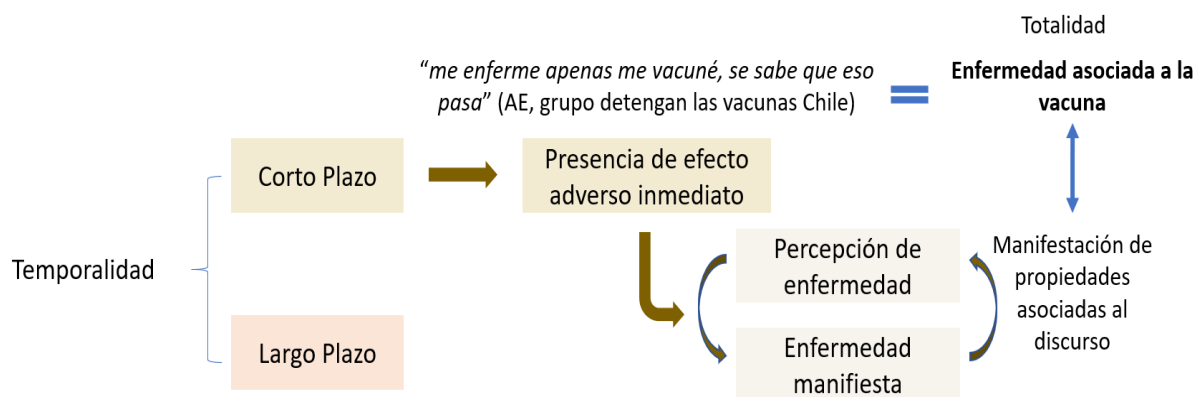 Totalidad
“me enferme apenas me vacuné, se sabe que eso
pasa” (AE, grupo detengan las vacunas Chile)
Enfermedad asociada a la
vacuna
Corto Plazo
Presencia de efecto
adverso inmediato
Temporalidad
Percepción de
enfermedad
Manifestación de
propiedades
asociadas al
discurso
Largo Plazo
Enfermedad
manifiesta